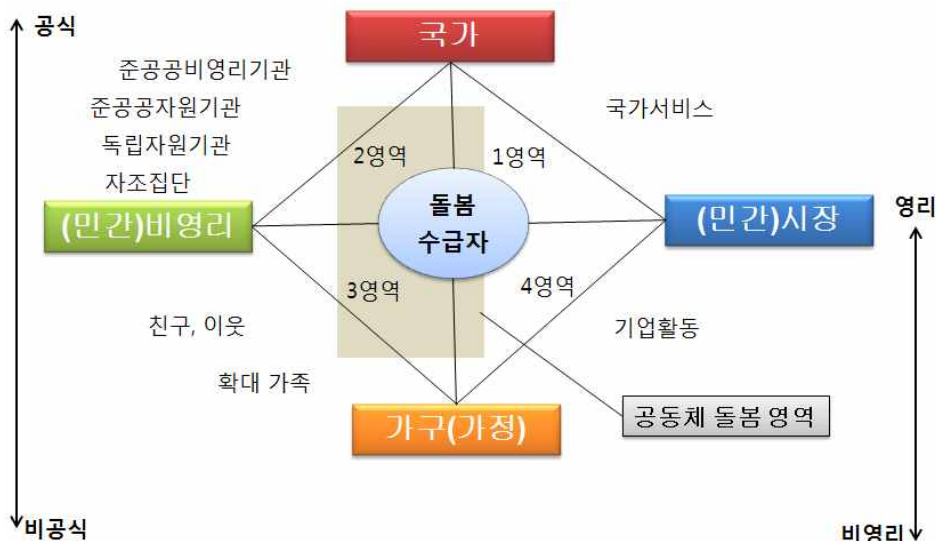 공식
국가
준공공비영리기관
준공공자원기관
국가서비스
독립자원기관
2영역
1영역
자조집단
(민간)비영리
돌봄
수급자
(민간)시장
영리
3영역
4영역
친구, 이웃
기업활동
확대 가족
가구(가정)
공동체 돌봄 영역
비공식
비영리